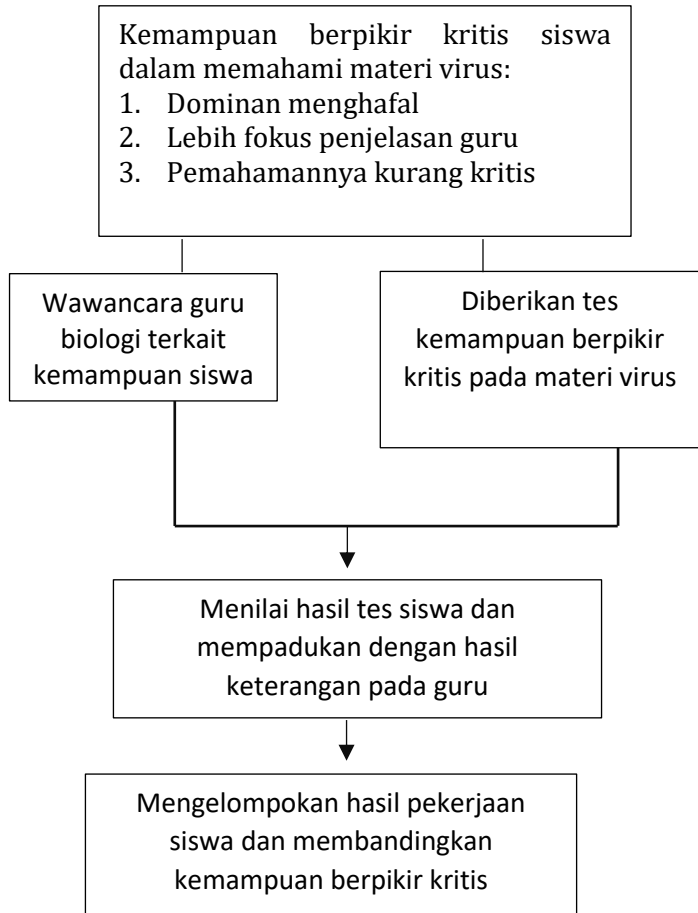 Kemampuan berpikir kritis siswa
dalam memahami materi virus:
1. Dominan menghafal
2. Lebih fokus penjelasan guru
3. Pemahamannya kurang kritis
Wawancara guru
biologi terkait
kemampuan siswa
Diberikan tes
kemampuan berpikir
kritis pada materi virus
Menilai hasil tes siswa dan
mempadukan dengan hasil
keterangan pada guru
Mengelompokan hasil pekerjaan
siswa dan membandingkan
kemampuan berpikir kritis